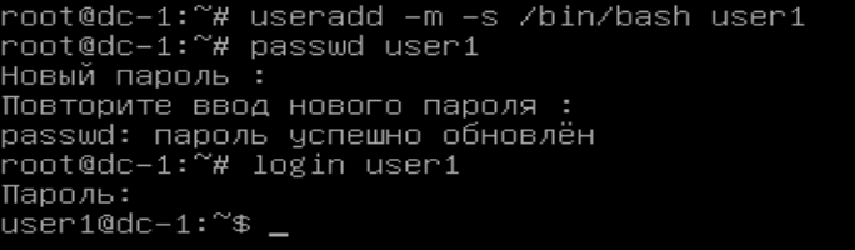 root@dc-1:~# useradd -m -s /bin/bash user1
root@dc-1:~# passwd user1
Новый пароль :
Повторите ввод нового пароля :
passwd: пароль успешно обновлён
root@dc-1:~# login user1
Пароль:
user1@dc-1:~$ _